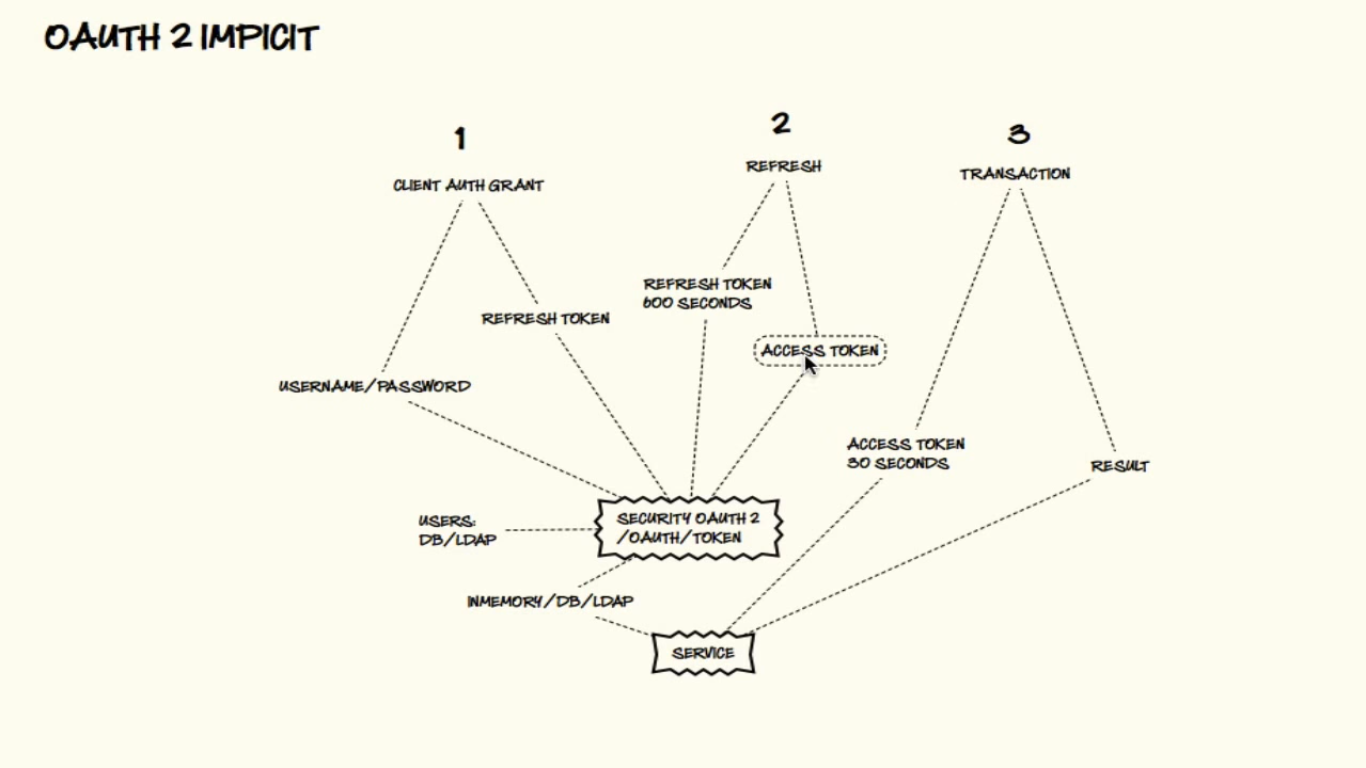 OAUTH 2 IMPICIT
1
2
3
CLIENT AUTH GRANT
REFRESH
TRANSACTION
REFRESH TOKEN
600 SECONDS
REFRESH TOKEN
ACCESS TOKEN
USERNAME/PASSWORD
ACCESS TOKEN
30 SECONDS
RESULT
USERS:
DB/LDAP
SECURITY OAUTH 2
/OAUTH/TOKEN
INMEMORY/DB/LDAP
SERVICE